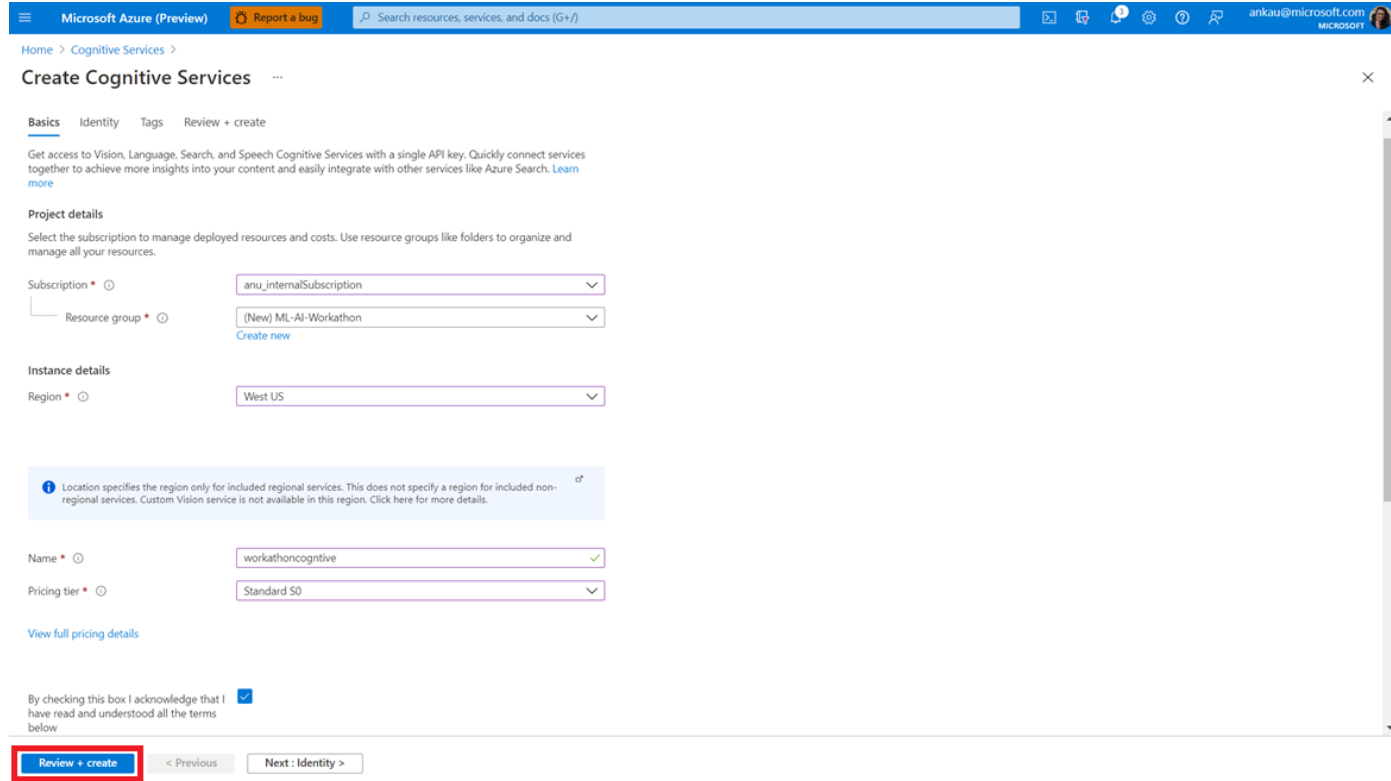 Microsoft Azure (Preview)
Report a bug
Search resources, services, and docs (G+/)
3
ankau@microsoft.com
MICROSOFT
Home > Cognitive Services >
Create Cognitive Services ...
Basics Identity Tags Review + create
Get access to Vision, Language, Search, and Speech Cognitive Services with a single API key. Quickly connect services
together to achieve more insights into your content and easily integrate with other services like Azure Search. Learn
more
Project details
Select the subscription to manage deployed resources and costs. Use resource groups like folders to organize and
manage all your resources.
Subscription *
anu_internalSubscription
Resource group *
(New) ML-AI-Workathon
Create new
Instance details
Region *
West US
Location specifies the region only for included regional services. This does not specify a region for included non-
regional services. Custom Vision service is not available in this region. Click here for more details.
Name *
workathoncogntive
Pricing tier *
Standard S0
View full pricing details
By checking this box I acknowledge that I
have read and understood all the terms
below
Review + create
< Previous
Next : Identity >